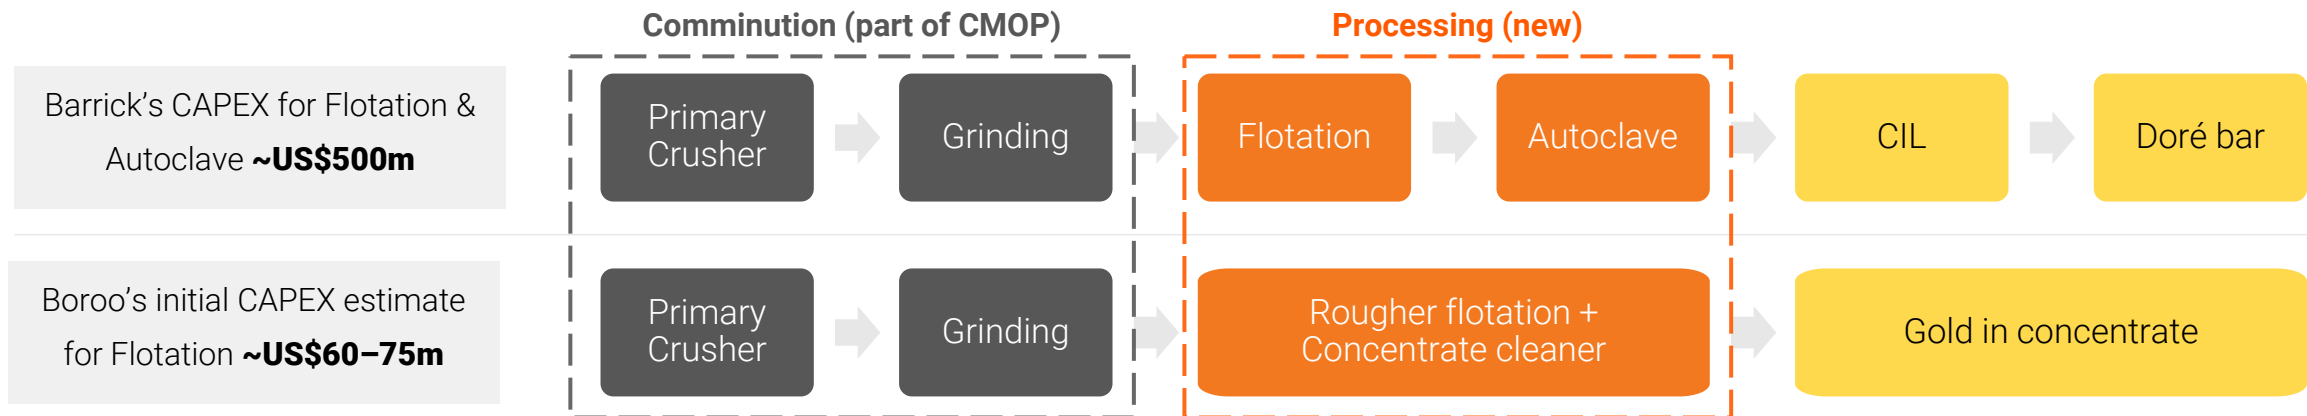 Comminution (part of CMOP)
Processing (new)
Barrick’s CAPEX for Flotation &
Autoclave ~US$500m
Primary
Crusher
Grinding
Flotation
Autoclave
CIL
Doré bar
Boroo’s initial CAPEX estimate
for Flotation ~US$60–75m
Primary
Crusher
Grinding
Rougher flotation +
Concentrate cleaner
Gold in concentrate